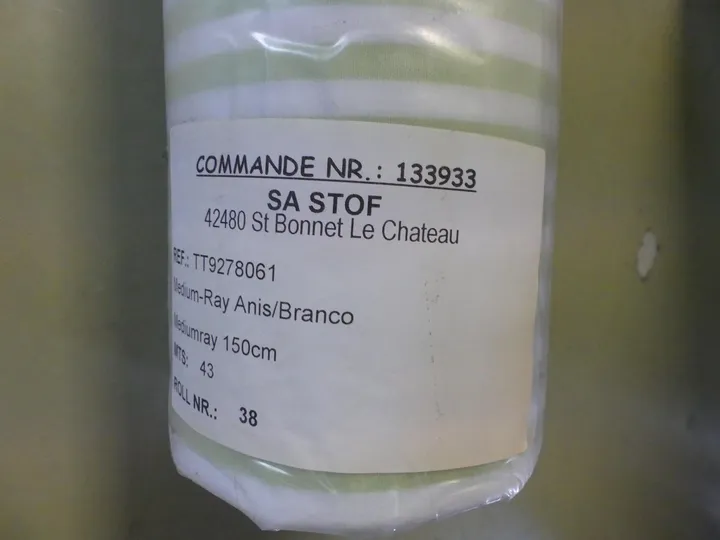 COMMANDE NR.: 133933
SA STOF
42480 St Bonnet Le Chateau
REF.: TT9278061
Medium-Ray Anis/Branco
Mediumray 150cm
MTS: 43
ROLL NR.: 38